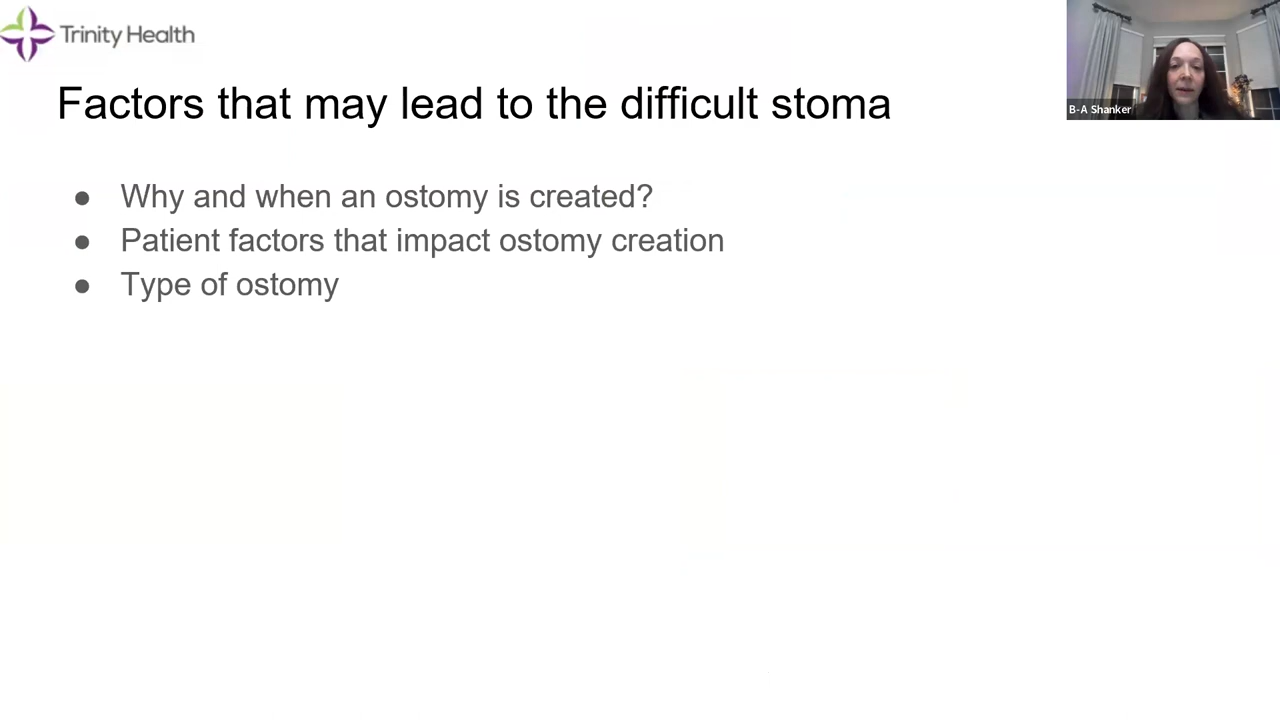 Trinity Health
B-A Shanker
Factors that may lead to the difficult stoma
● Why and when an ostomy is created?
● Patient factors that impact ostomy creation
● Type of ostomy